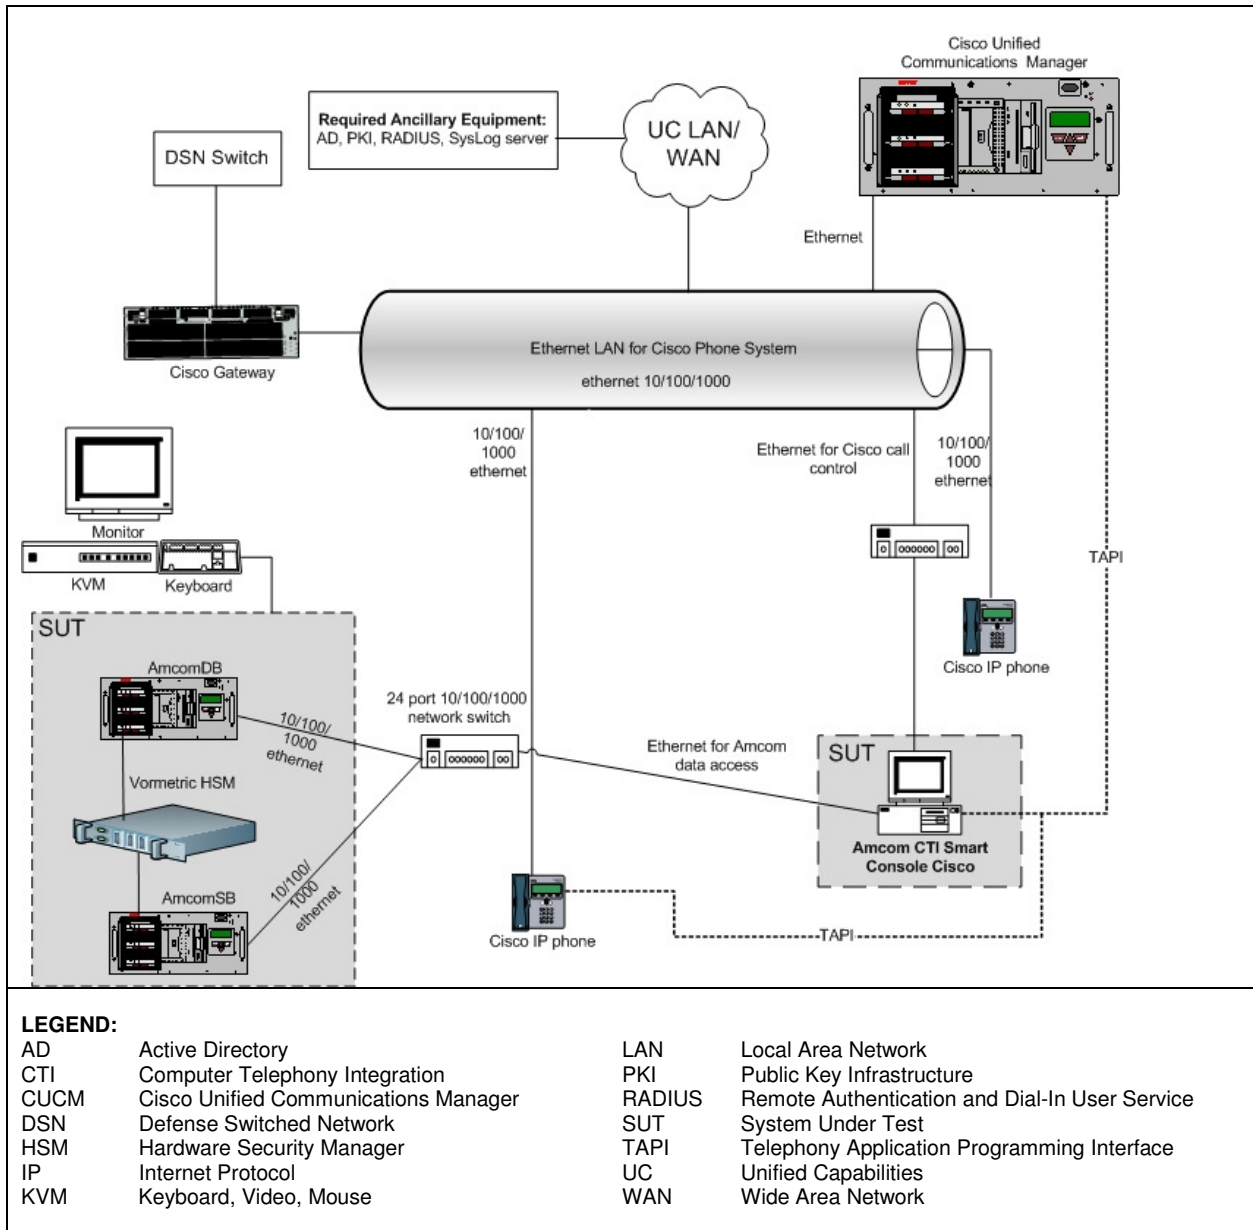 Cisco Unified
Communications Manager
Required Ancillary Equipment:
AD, PKI, RADIUS, SysLog server
UC LAN/
WAN
DSN Switch
Ethernet
Ethernet LAN for Cisco Phone System
ethernet 10/100/1000
Cisco Gateway
10/100/
1000
ethernet
Ethernet for Cisco call
control
10/100/
1000
ethernet
Monitor
KVM
Keyboard
TAPI
SUT
AmcomDB
Cisco IP phone
24 port 10/100/1000
network switch
10/100/
1000
ethernet
Ethernet for Amcom
data access
SUT
Vormetric HSM
Amcom CTI Smart
Console Cisco
10/100/
1000
ethernet
AmcomSB
Cisco IP phone
TAPI
LEGEND:
AD Active Directory
CTI Computer Telephony Integration
CUCM Cisco Unified Communications Manager
DSN Defense Switched Network
HSM Hardware Security Manager
IP Internet Protocol
KVM Keyboard, Video, Mouse
LAN Local Area Network
PKI Public Key Infrastructure
RADIUS Remote Authentication and Dial-In User Service
SUT System Under Test
TAPI Telephony Application Programming Interface
UC Unified Capabilities
WAN Wide Area Network